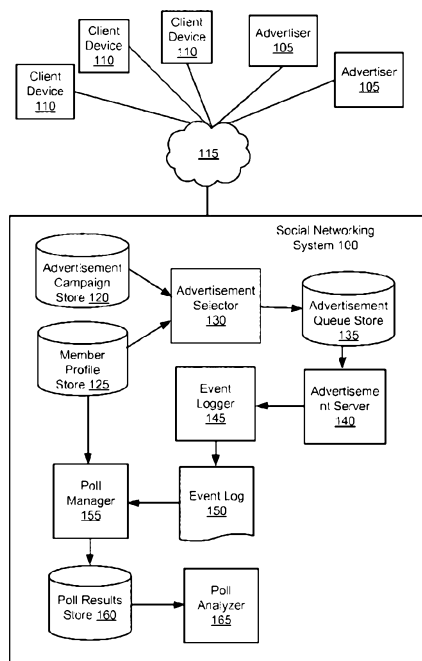 Client
Device
110
Client
Device
110
Client
Device
110
Advertiser
105
Advertiser
105
115
Social Networking
System 100
Advertisement
Campaign
Store 120
Advertisement
Selector
130
Advertisement
Queue Store
135
Member
Profile
Store 125
Event
Logger
145
Advertiseme
nt Server
140
Poll
Manager
155
Event Log
150
Poll Results
Store 160
Poll
Analyzer
165